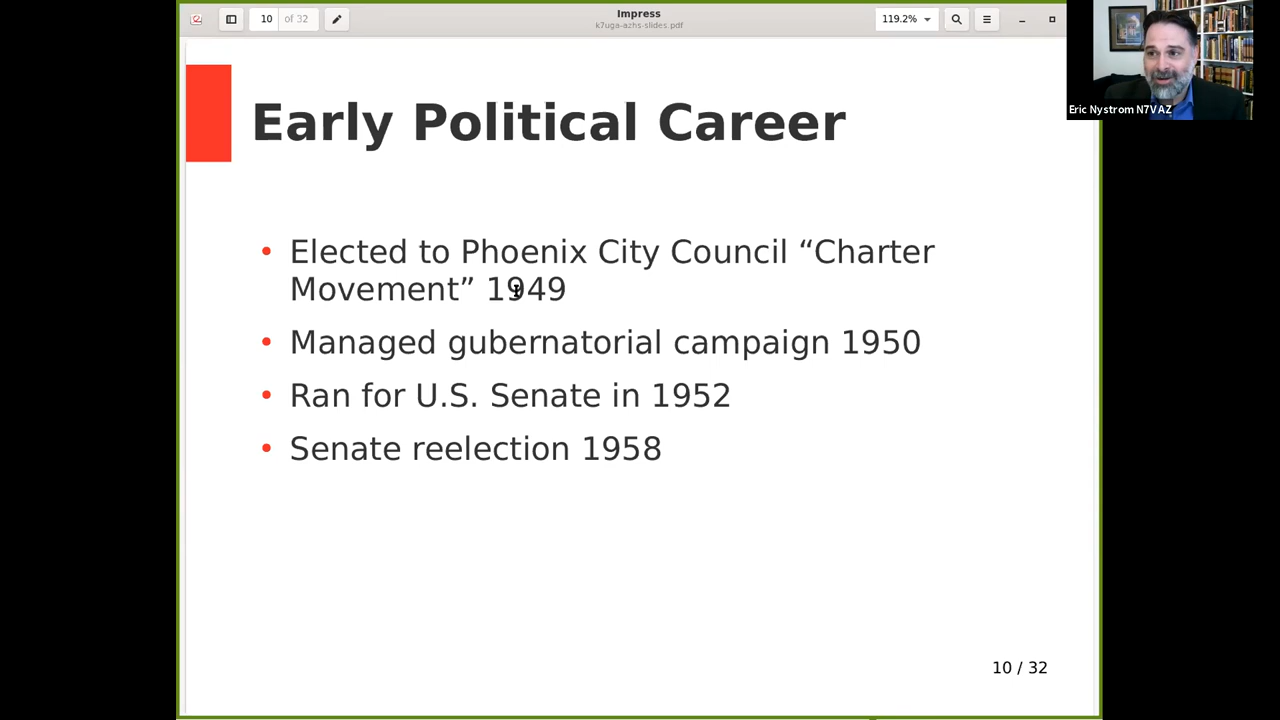 10 of 32
Impress
k7uga-azhs-slides.pdf
119.2%
Eric Nystrom N7VAZ
Early Political Career
• Elected to Phoenix City Council “Charter
Movement” 1949
• Managed gubernatorial campaign 1950
• Ran for U.S. Senate in 1952
• Senate reelection 1958
10 / 32